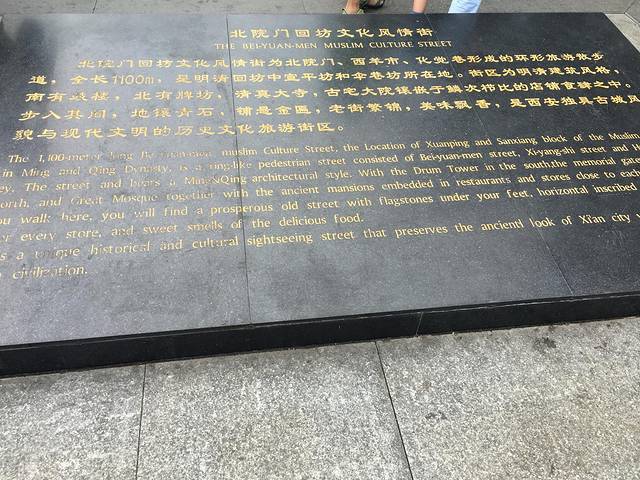 北院门回坊文化风情街
THE BEI-YUAN-MEN MUSLIM CULTURE STREET
北院门回坊文化风情街为北院门、西羊市、化觉巷形成的环形旅游散步
道，全长1100m，是明清回坊中宣平坊和伞巷坊所在地。街区为明清建筑风格，
南有鼓楼，北有牌坊，清真大寺，古宅大院镶嵌于鳞次栉比的店铺食肆之中。
步入其间，地镶青石，铺悬金匾，老街繁锦，美味飘香，是西安独具古城风
貌与现代文明的历史文化旅游街区。
The 1,100-meter long Bei-yuan-men muslim Culture Street, the Location of Xuanping and Sanxiang block of the Muslim
in Ming and Qing Dynasty, is a ring-like pedestrian street consisted of Bei-yuan-men street, Xi-yang-shi street and
ey. The street and bears a Ming&Qing architectural style. With the Drum Tower in the south,the memorial gate
orth, and Great Mosque together with the ancient mansions embedded in restaurants and stores close to each
ou walk here, you will find a prosperous old street with flagstones under your feet, horizontal inscribed
r every store, and sweet smells of the delicious food.
s a unique historical and cultural sightseeing street that preserves the ancient look of Xi'an city
civilization.